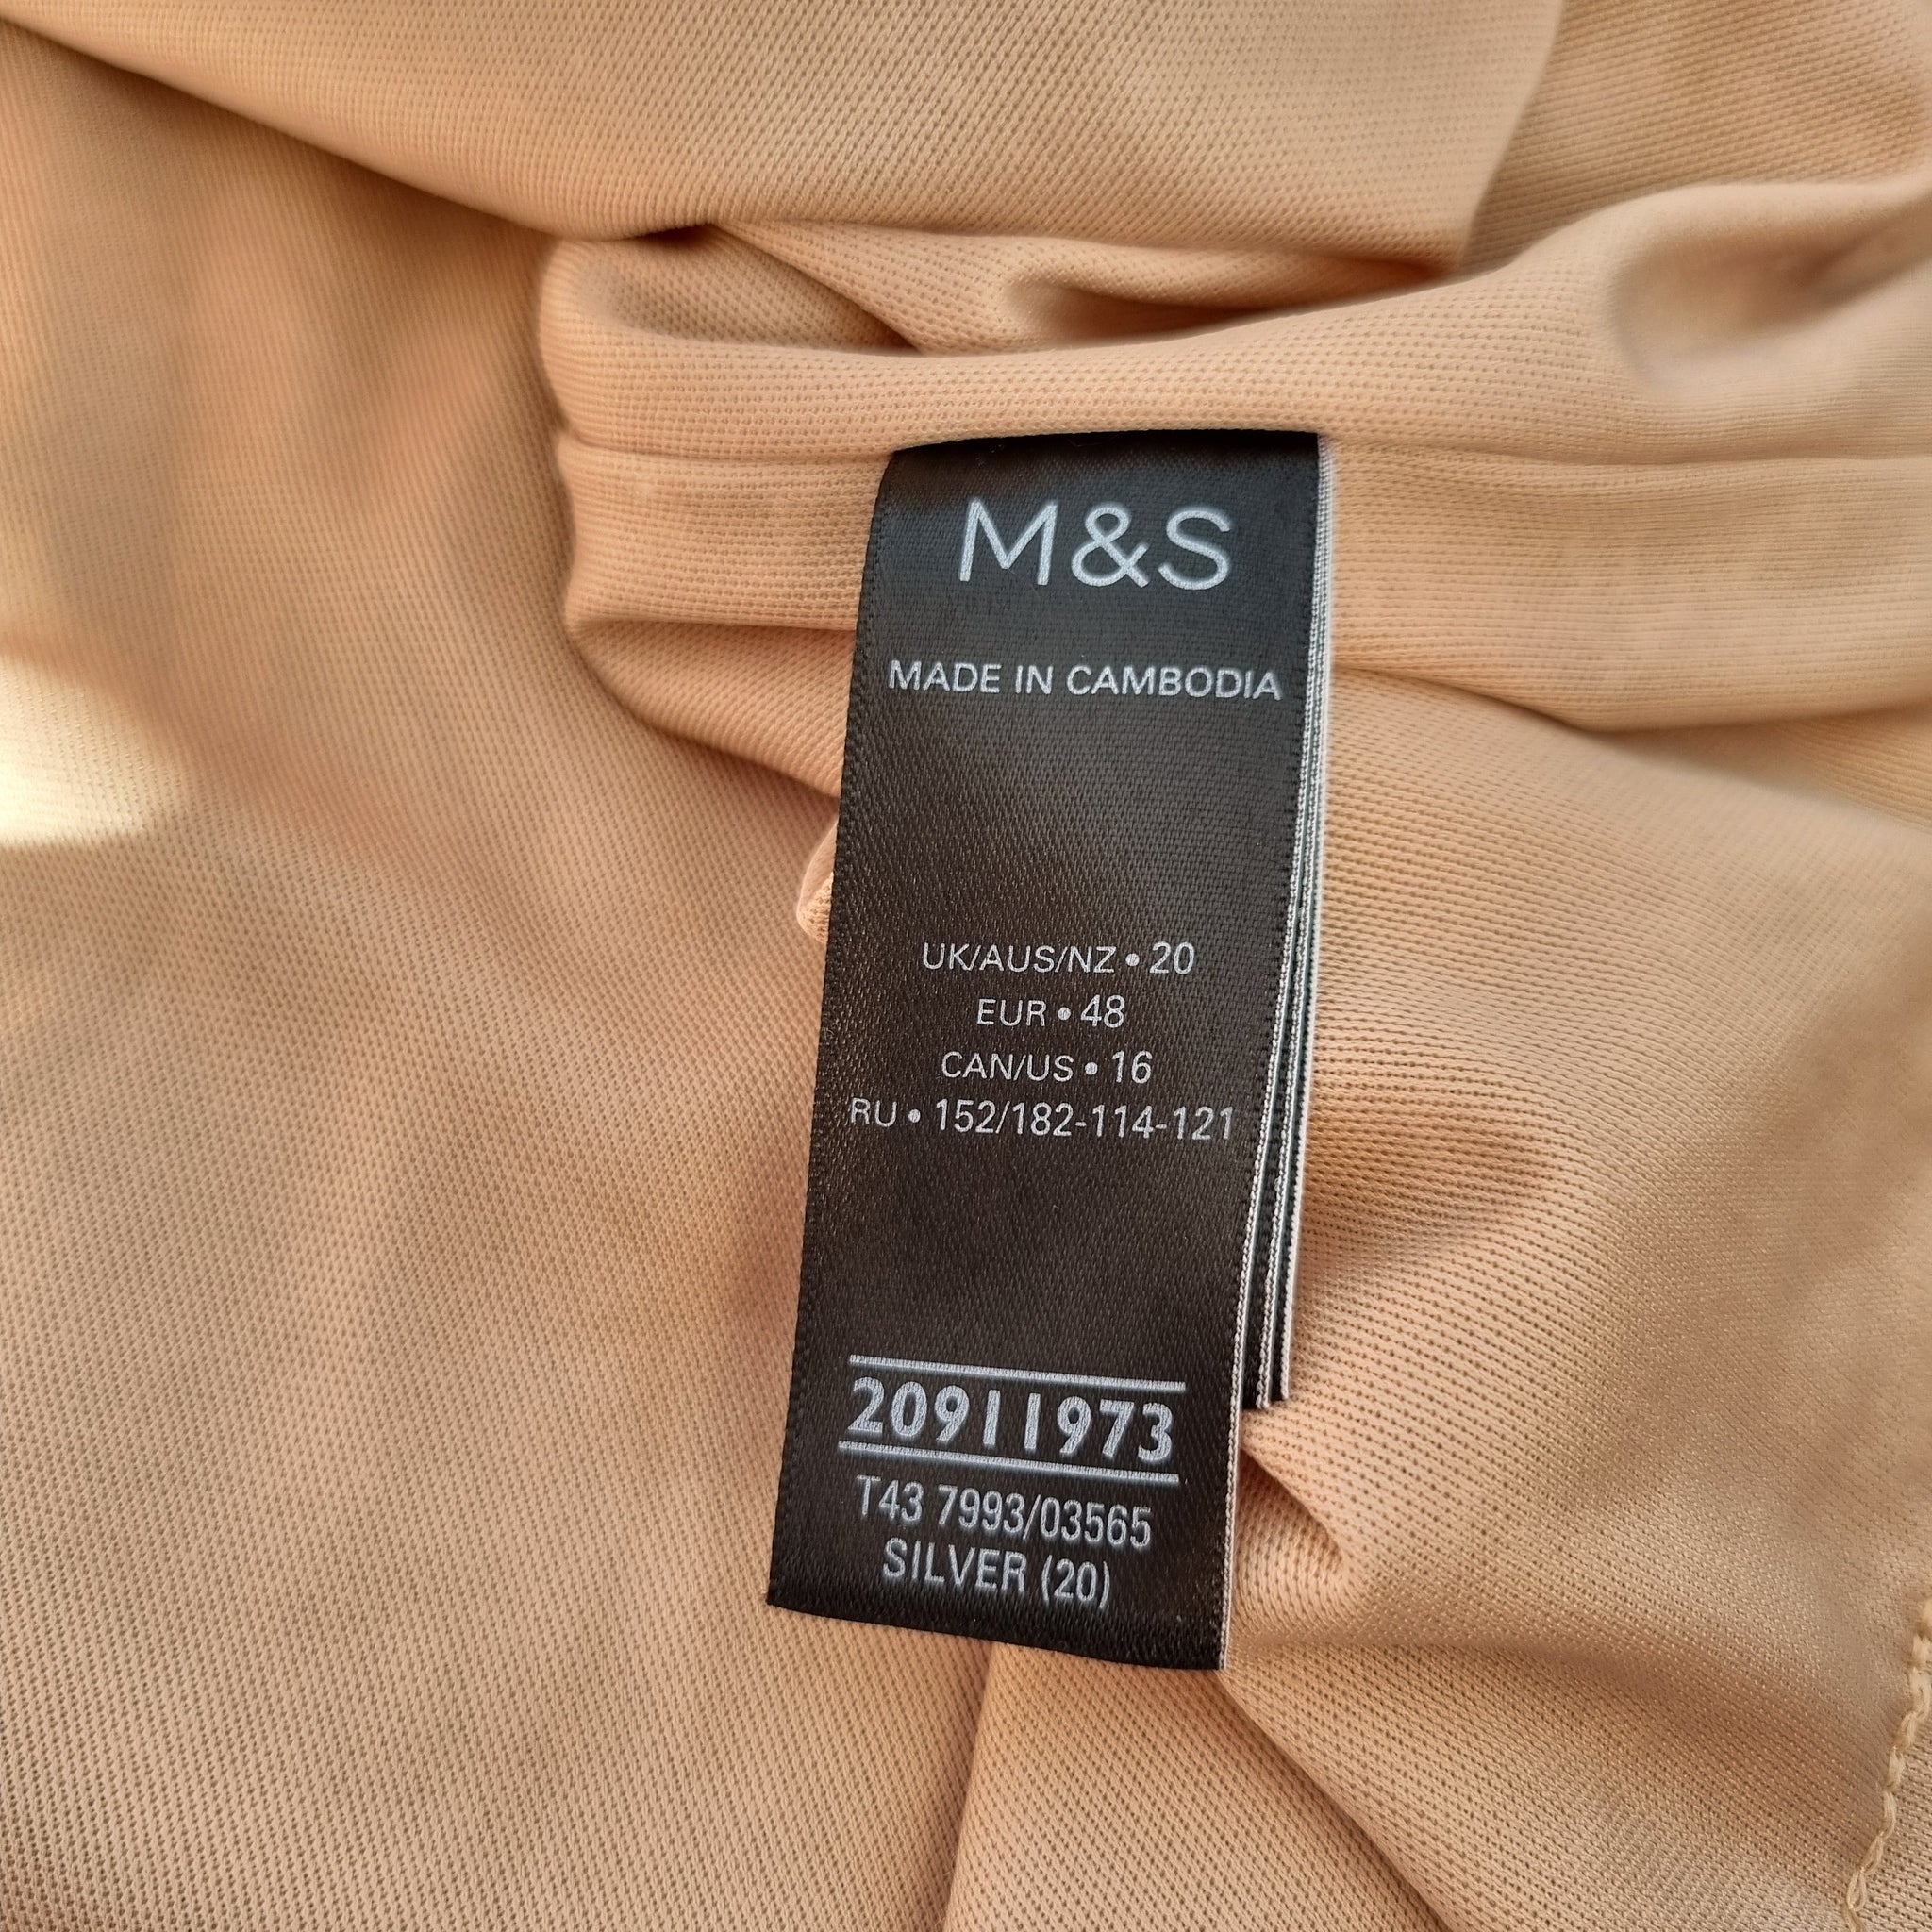 M&S
MADE IN CAMBODIA
UK/AUS/NZ • 20
EUR • 48
CAN/US • 16
RU • 152/182-114-121
20911973
T43 7993/03565
SILVER (20)